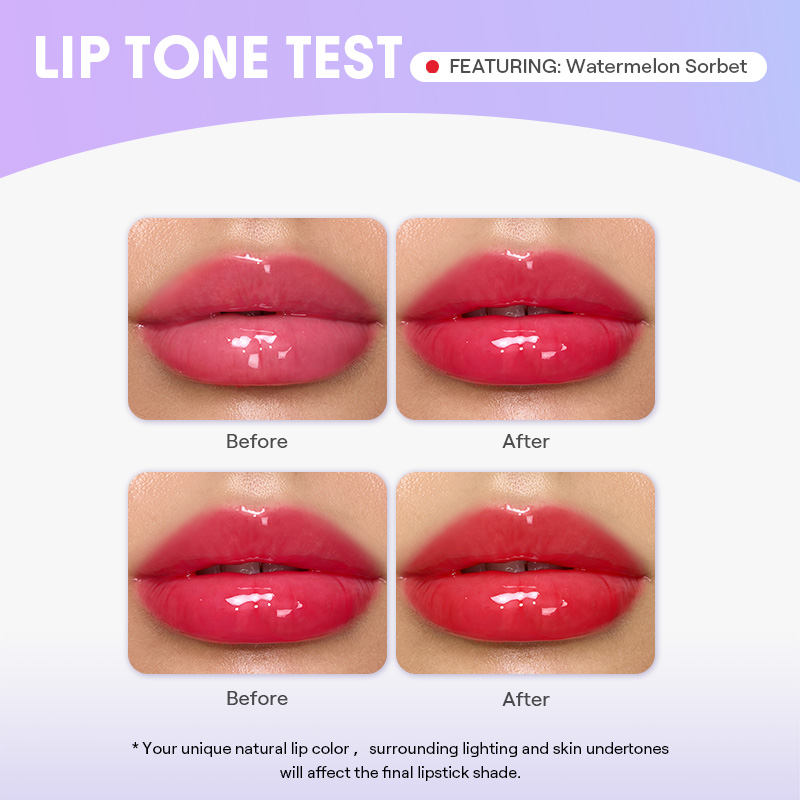 LIP TONE TEST
FEATURING: Watermelon Sorbet
Before
After
Before
After
* Your unique natural lip color , surrounding lighting and skin undertones
will affect the final lipstick shade.